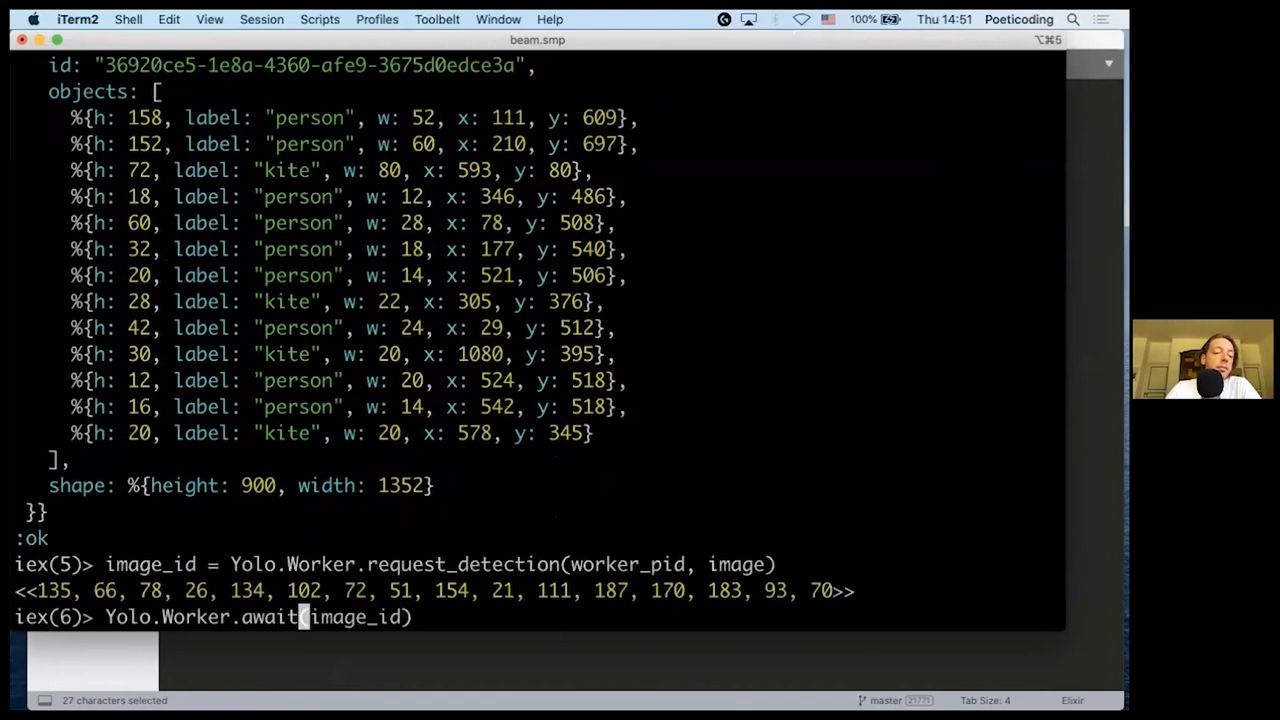 iTerm2 Shell Edit View Session Scripts Profiles Toolbelt Window Help 100% Thu 14:51 Poeticoding
beam.smp ⌥⌘5
id: "36920ce5-1e8a-4360-afe9-3675d0edce3a",
objects: [
%{h: 158, label: "person", w: 52, x: 111, y: 609},
%{h: 152, label: "person", w: 60, x: 210, y: 697},
%{h: 72, label: "kite", w: 80, x: 593, y: 80},
%{h: 18, label: "person", w: 12, x: 346, y: 486},
%{h: 60, label: "person", w: 28, x: 78, y: 508},
%{h: 32, label: "person", w: 18, x: 177, y: 540},
%{h: 20, label: "person", w: 14, x: 521, y: 506},
%{h: 28, label: "kite", w: 22, x: 305, y: 376},
%{h: 42, label: "person", w: 24, x: 29, y: 512},
%{h: 30, label: "kite", w: 20, x: 1080, y: 395},
%{h: 12, label: "person", w: 20, x: 524, y: 518},
%{h: 16, label: "person", w: 14, x: 542, y: 518},
%{h: 20, label: "kite", w: 20, x: 578, y: 345}
],
shape: %{height: 900, width: 1352}
}}
:ok
iex(5)> image_id = Yolo.Worker.request_detection(worker_pid, image)
<<135, 66, 78, 26, 134, 102, 72, 51, 154, 21, 111, 187, 170, 183, 93, 70>>
iex(6)> Yolo.Worker.await(image_id)
27 characters selected master 21771 Tab Size: 4 Elixir